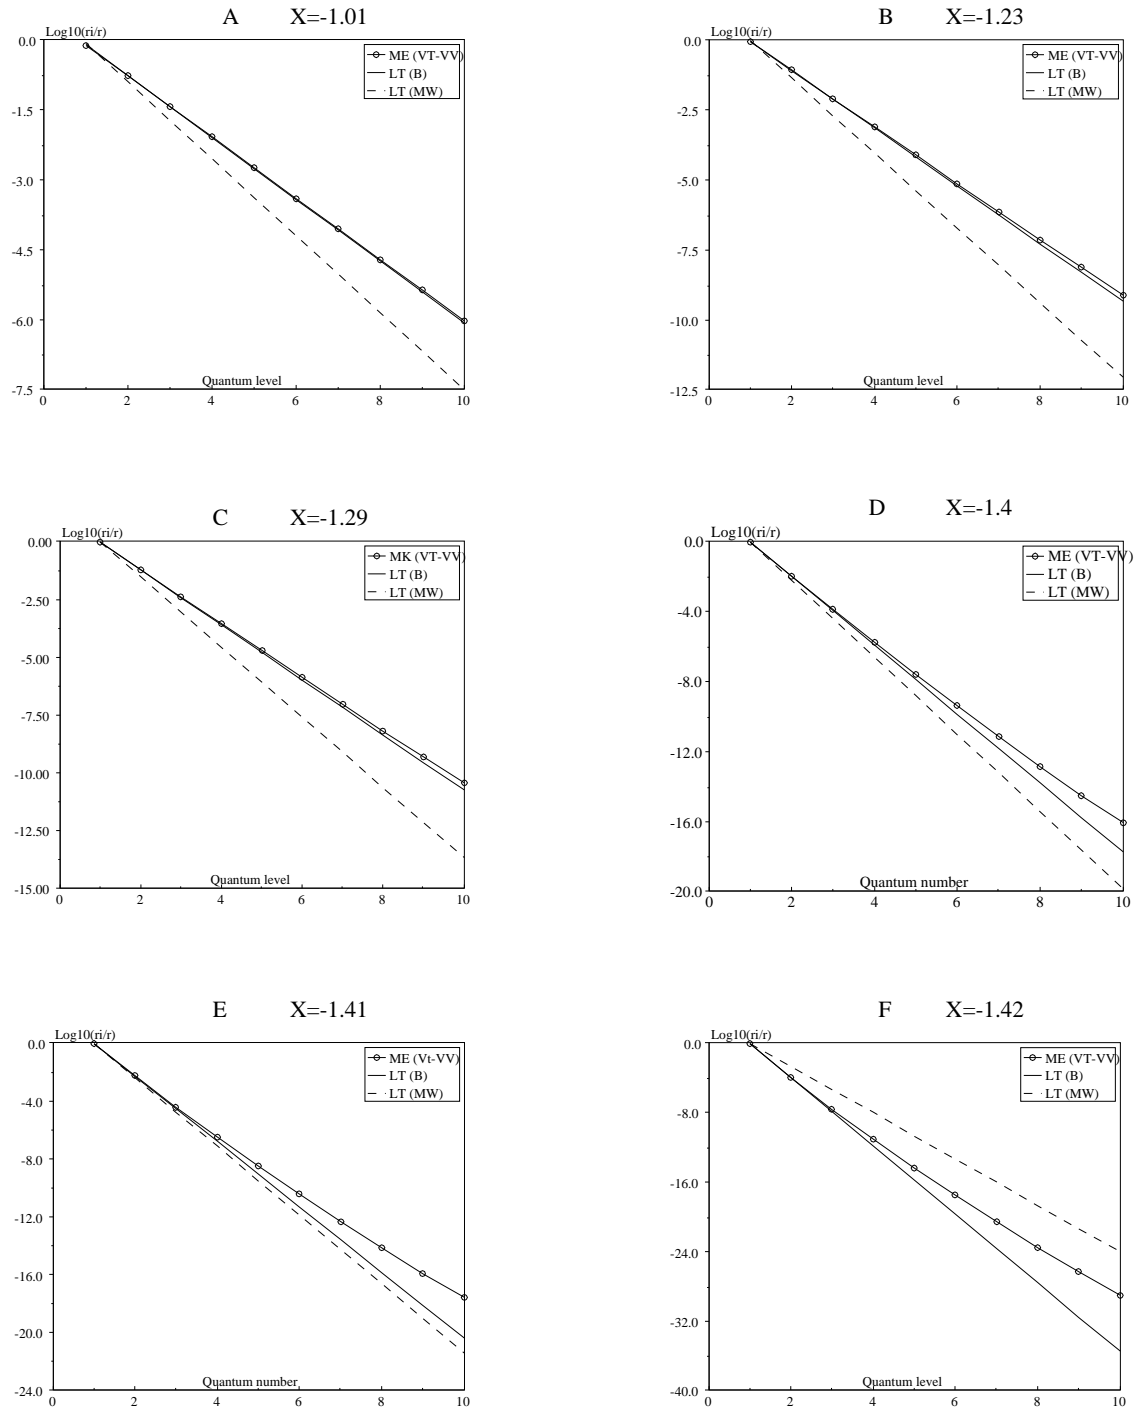 A X=-1.01
Log10(ri/r)
ME (VT-VV)
LT (B)
LT (MW)
0.0
-1.5
-3.0
-4.5
-6.0
-7.5
Quantum level
0 2 4 6 8 10
B X=-1.23
Log10(ri/r)
ME (VT-VV)
LT (B)
LT (MW)
0.0
-2.5
-5.0
-7.5
-10.0
-12.5
Quantum level
0 2 4 6 8 10
C X=-1.29
Log10(ri/r)
MK (VT-VV)
LT (B)
LT (MW)
0.00
-2.50
-5.00
-7.50
-10.00
-12.50
-15.00
Quantum level
0 2 4 6 8 10
D X=-1.4
Log10(ri/r)
ME (VT-VV)
LT (B)
LT (MW)
0.0
-4.0
-8.0
-12.0
-16.0
-20.0
Quantum number
0 2 4 6 8 10
E X=-1.41
Log10(ri/r)
ME (Vt-VV)
LT (B)
LT (MW)
0.0
-4.0
-8.0
-12.0
-16.0
-20.0
-24.0
Quantum number
0 2 4 6 8 10
F X=-1.42
Log10(ri/r)
ME (VT-VV)
LT (B)
LT (MW)
0.0
-8.0
-16.0
-24.0
-32.0
-40.0
Quantum level
0 2 4 6 8 10